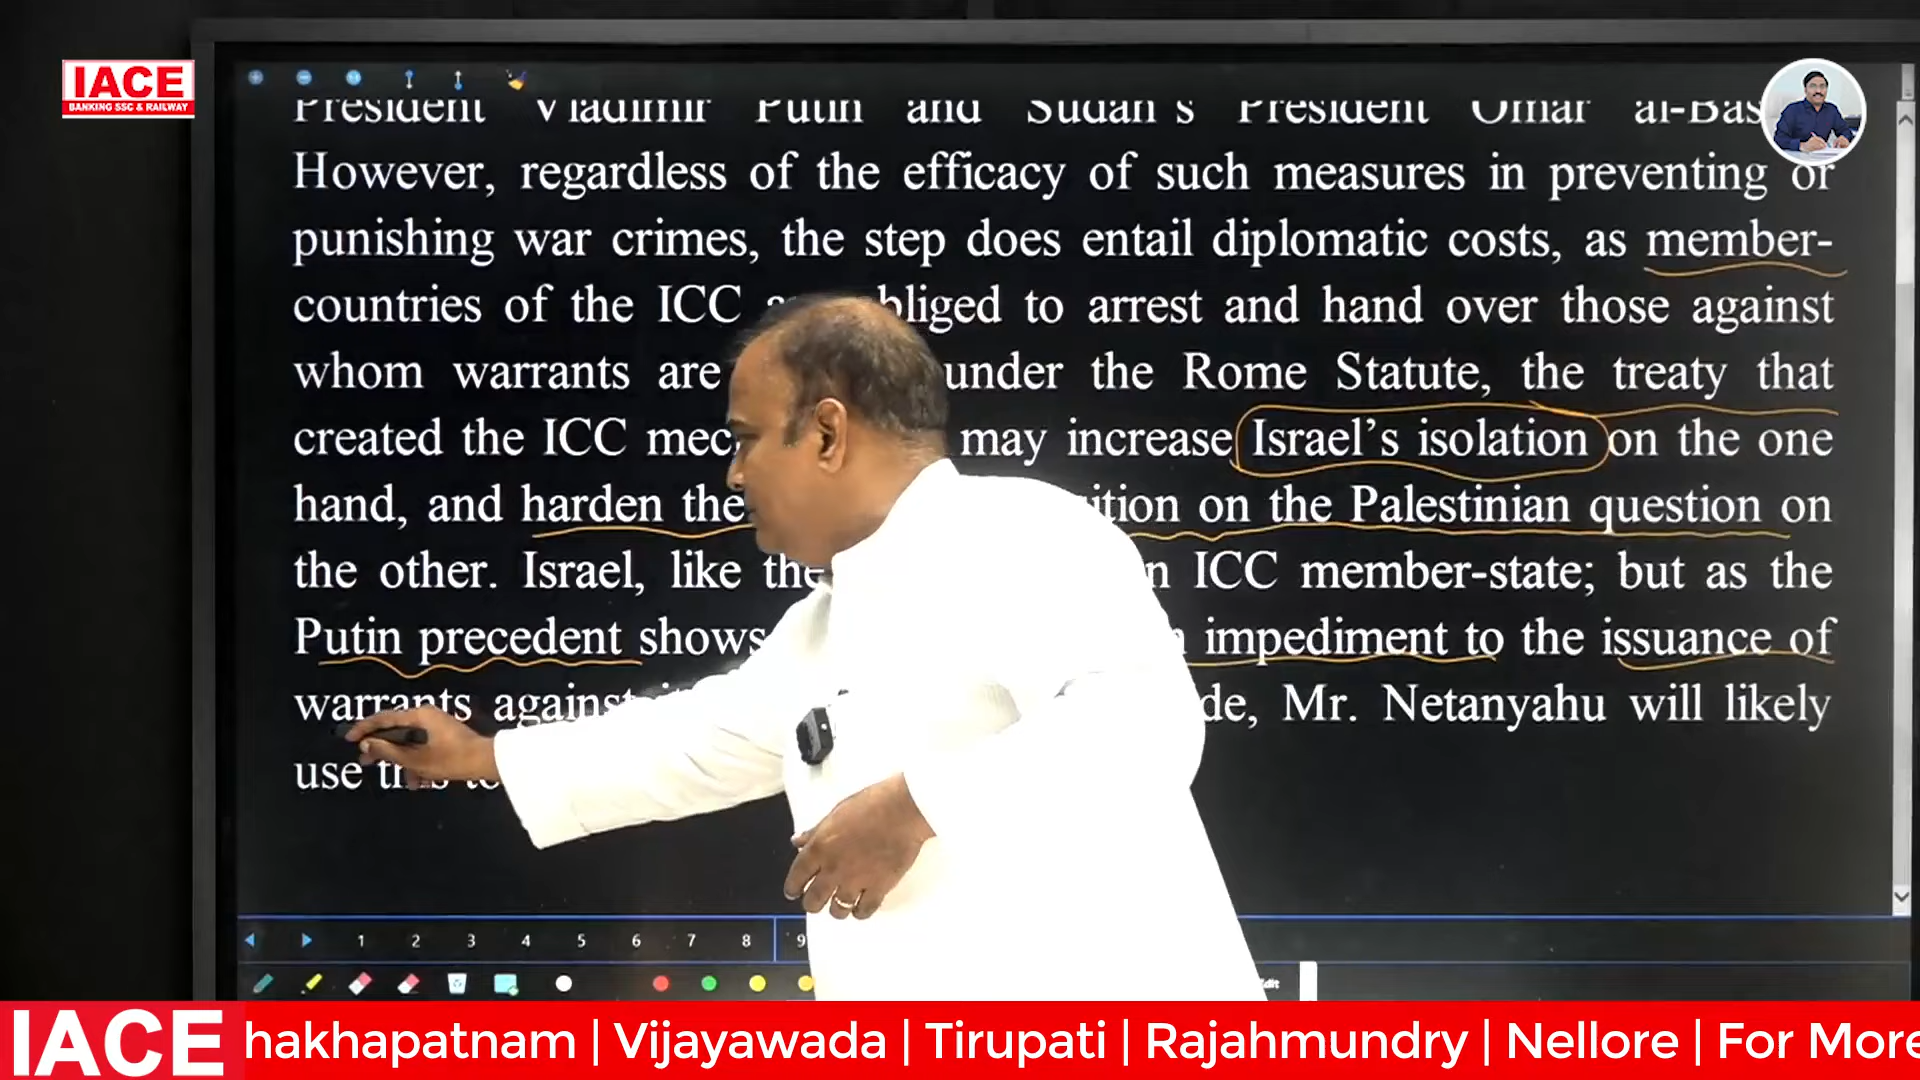 IACE
BANKING SSC & RAILWAY
President Vladimir Putin and Sudan's President Omar
However, regardless of the efficacy of such measures in preventing or
punishing war crimes, the step does entail diplomatic costs, as member-
countries of the ICC bliged to arrest and hand over those against
whom warrants are under the Rome Statute, the treaty that
created the ICC mec may increase Israel's isolation on the one
hand, and harden the ition on the Palestinian question on
the other. Israel, like the n ICC member-state; but as the
Putin precedent shows impediment to the issuance of
warrants against de, Mr. Netanyahu will likely
use this
1 2 3 4 5 6 7 8 9
IACE hakhapatnam | Vijayawada | Tirupati | Rajahmundry | Nellore | For More